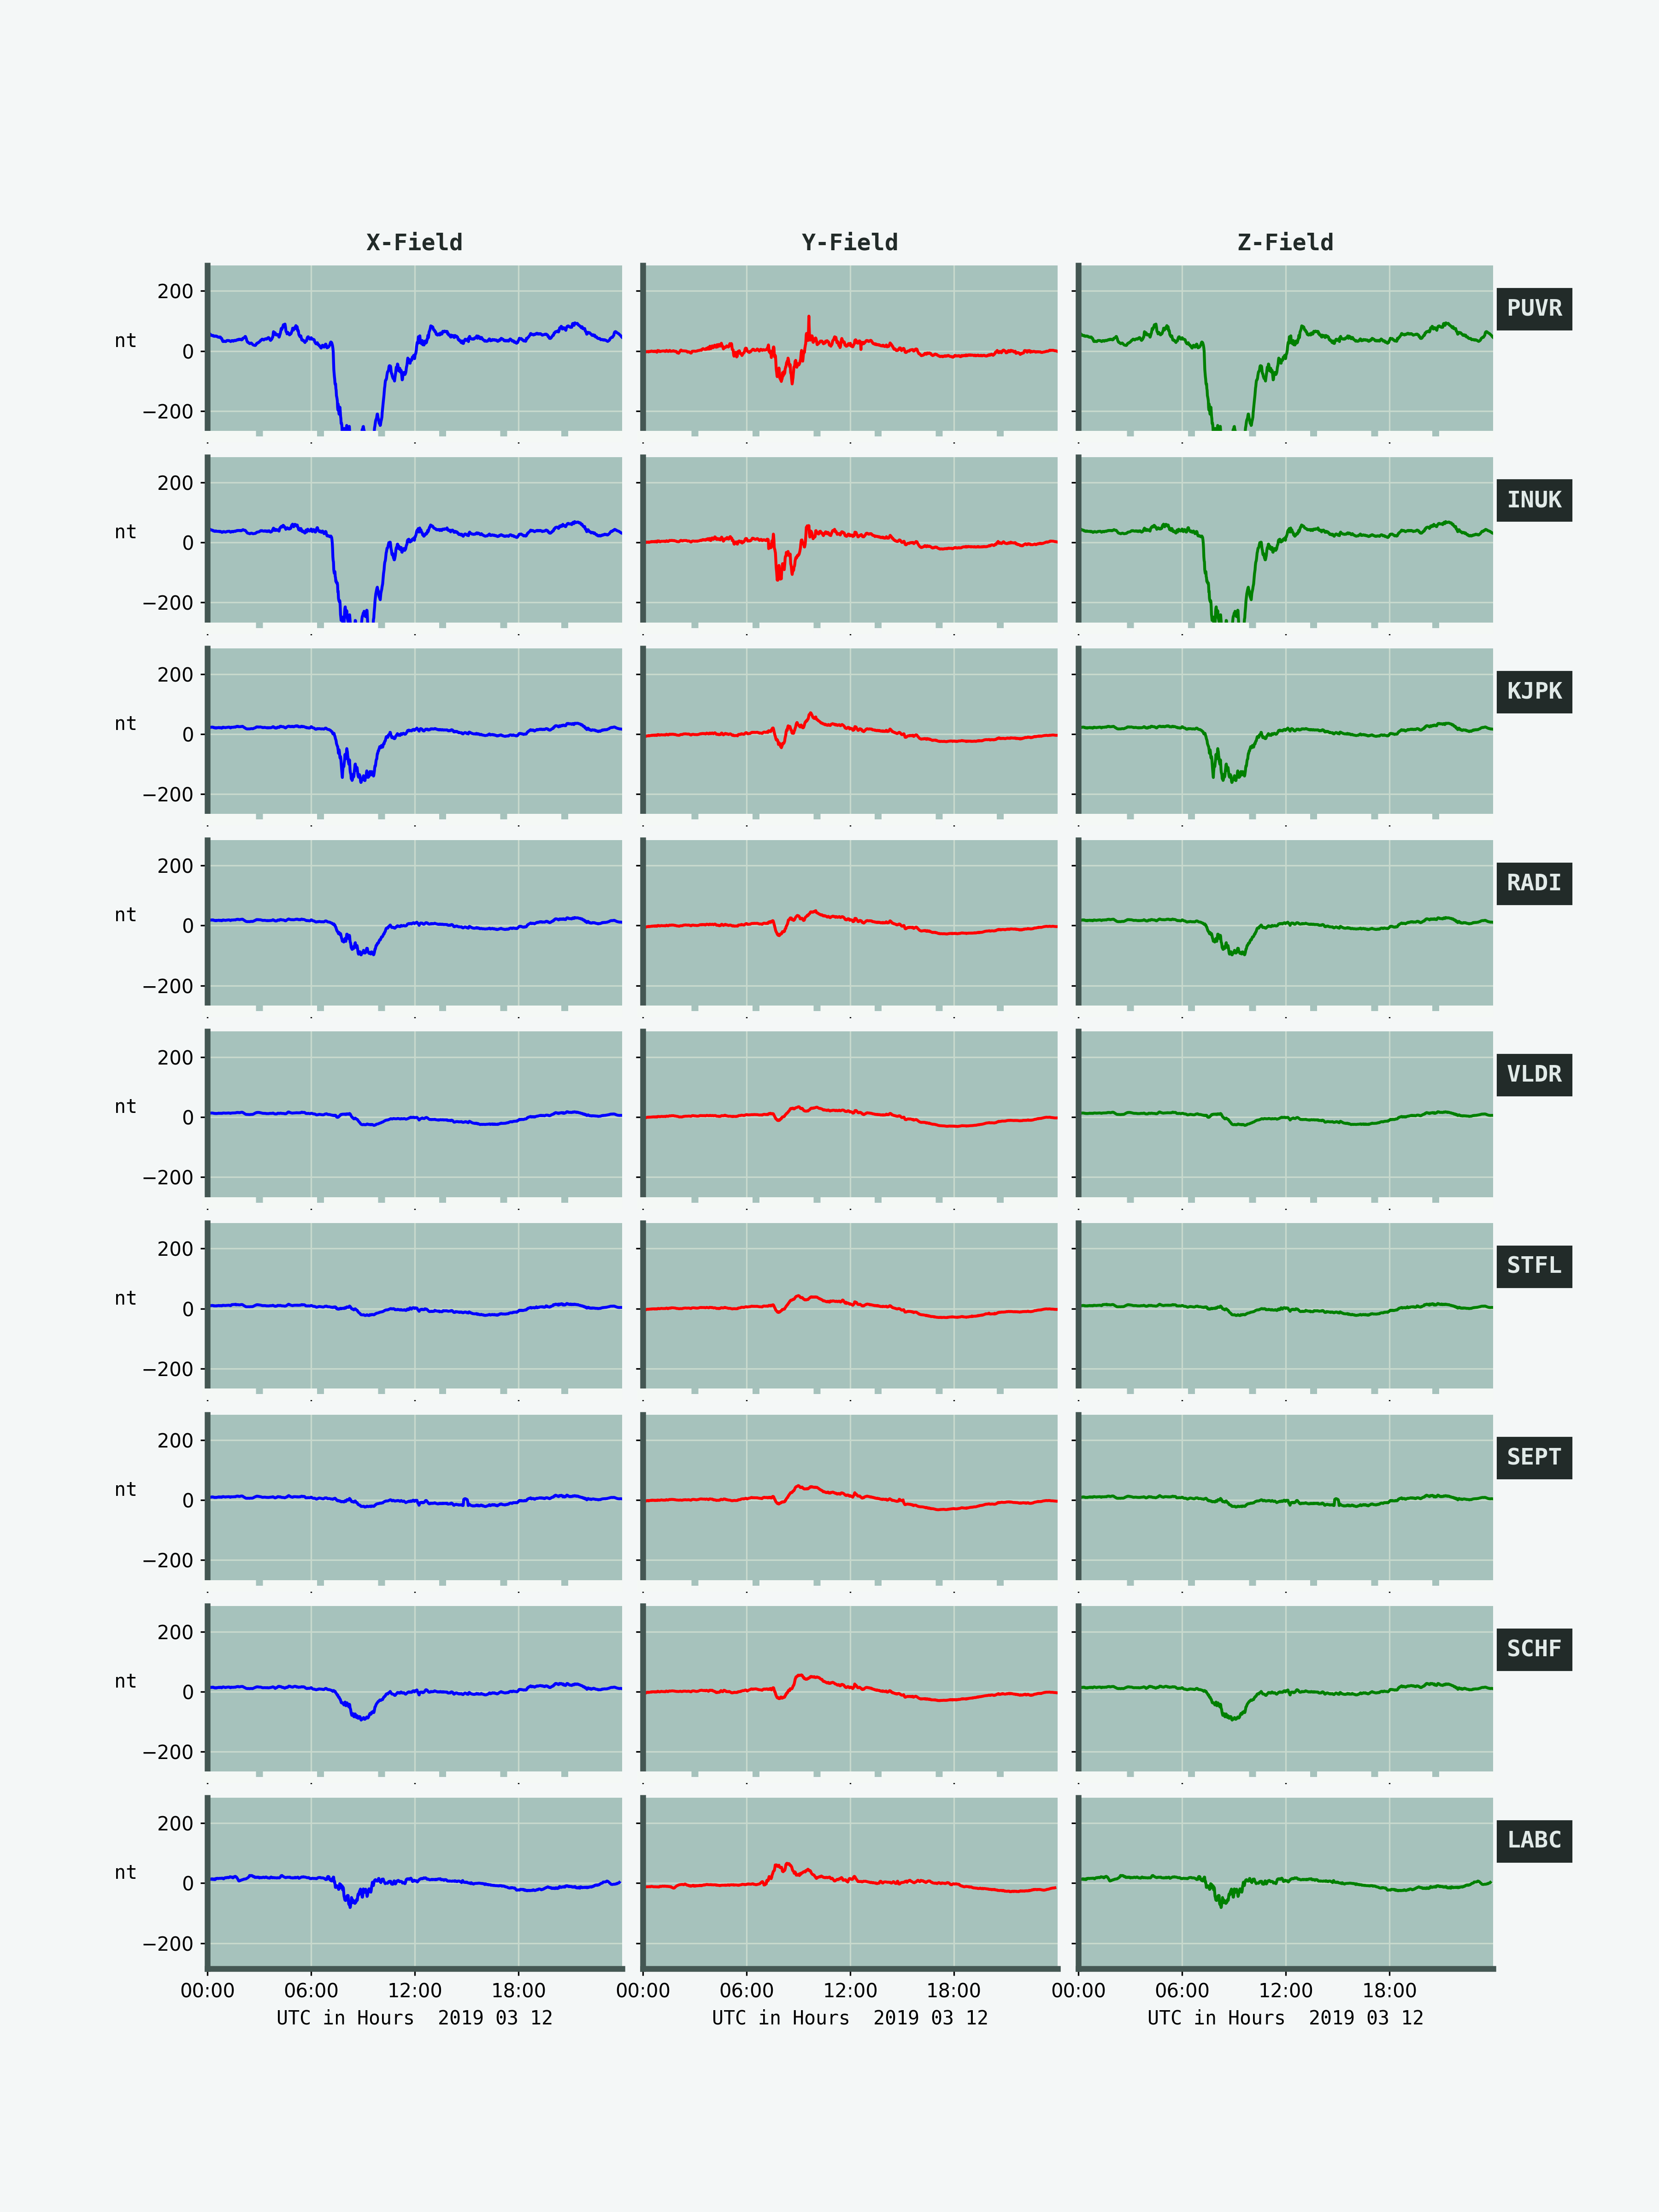 X-Field Y-Field Z-Field
200
0
−200
nt
PUVR
200
0
−200
nt
INUK
200
0
−200
nt
KJPK
200
0
−200
nt
RADI
200
0
−200
nt
VLDR
200
0
−200
nt
STFL
200
0
−200
nt
SEPT
200
0
−200
nt
SCHF
200
0
−200
nt
LABC
00:00 06:00 12:00 18:00 00:00 06:00 12:00 18:00 00:00 06:00 12:00 18:00
UTC in Hours 2019 03 12 UTC in Hours 2019 03 12 UTC in Hours 2019 03 12